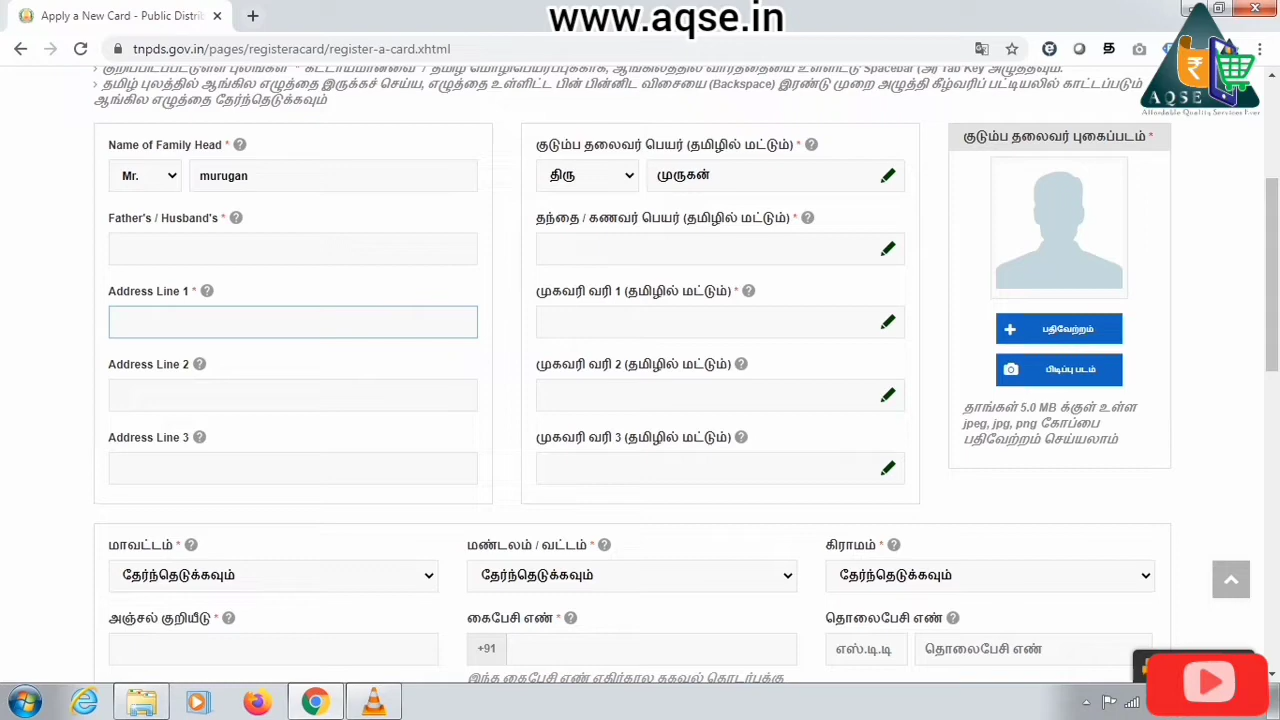 www.aqse.in
Apply a New Card - Public Distri
tnpds.gov.in/pages/registeracard/register-a-card.xhtml
> தமிழ் புலத்தில் ஆங்கில எழுத்தை இருக்கச் செய்ய, எழுத்தை உள்ளிட்ட பின் பின்னிட விசையை (Backspace) இரண்டு முறை அழுத்தி கீழ்வரிப் பட்டியலில் காட்டப்பட்டும்
ஆங்கில எழுத்தை தேர்ந்தெடுக்கவும்
AQSE
Affordable Quality Services Ever
Name of Family Head *
குடும்ப தலைவர் பெயர் (தமிழில் மட்டும்) *
குடும்ப தலைவர் புகைப்படம் *
Mr. murugan
திரு முருகன்
Father's / Husband's *
தந்தை / கணவர் பெயர் (தமிழில் மட்டும்) *
Address Line 1 *
முகவரி வரி 1 (தமிழில் மட்டும்) *
பதிவேற்றம்
Address Line 2
முகவரி வரி 2 (தமிழில் மட்டும்)
பிடிப்பு படம்
தாங்கள் 5.0 MB க்குள் உள்ள
jpeg, jpg, png கோப்பை
பதிவேற்றம் செய்யலாம்
Address Line 3
முகவரி வரி 3 (தமிழில் மட்டும்)
மாவட்டம் *
மண்டலம் / வட்டம் *
கிராமம் *
தேர்ந்தெடுக்கவும்
தேர்ந்தெடுக்கவும்
தேர்ந்தெடுக்கவும்
அஞ்சல் குறியீடு *
கைபேசி எண் *
தொலைபேசி எண்
+91
எஸ்.டி.டி
தொலைபேசி எண்